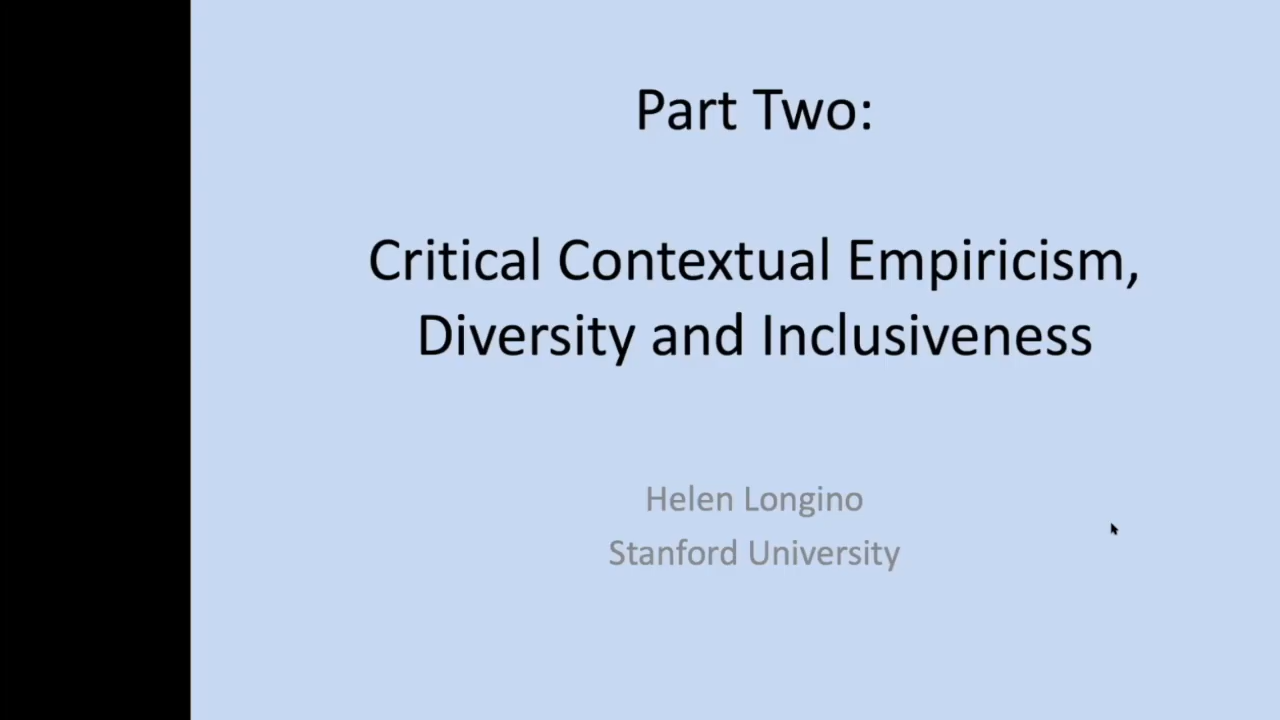 Part Two:
Critical Contextual Empiricism,
Diversity and Inclusiveness
Helen Longino
Stanford University